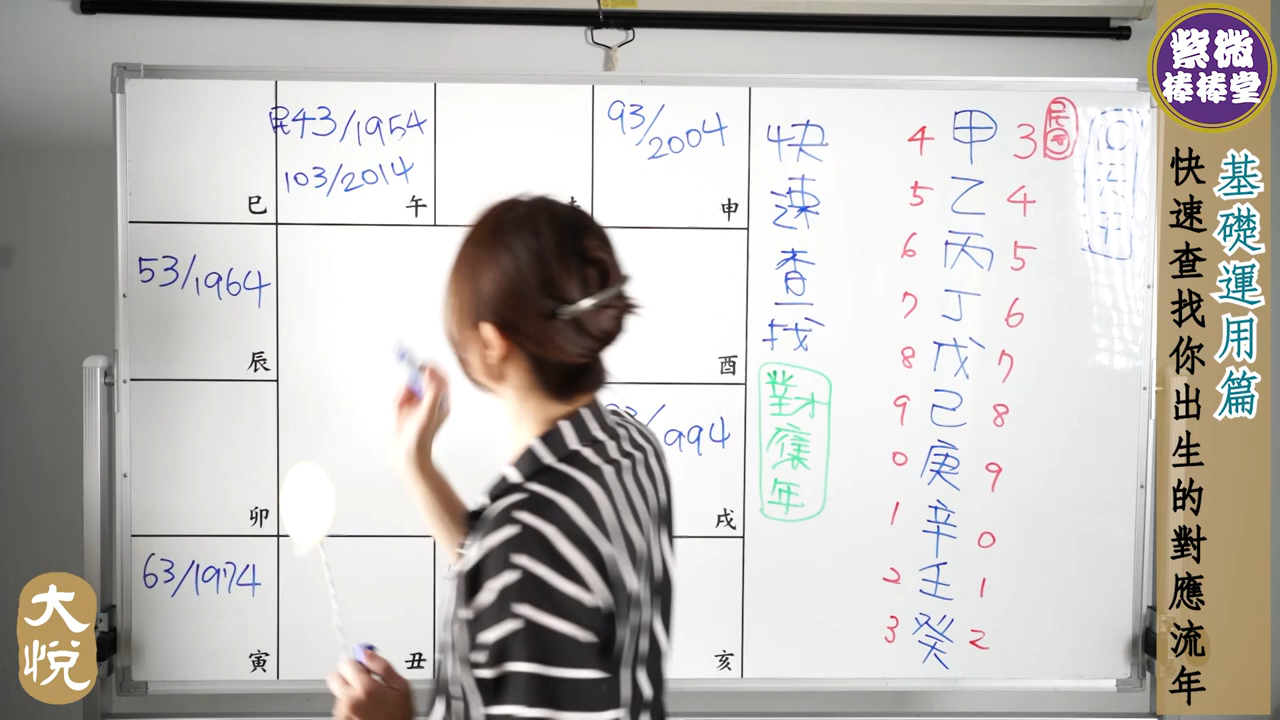 紫微
棒棒堂
基礎運用篇
快速查找你出生的對應流年
大悅
巳
民43/1954
103/2014
午
93/
2004
申
53/1964
辰
酉
994
戌
卯
63/1974
寅
丑
亥
快速查找
對應年
民國
4 甲 3
5 乙 4
6 丙 5
7 丁 6
8 戊 7
9 己 8
0 庚 9
1 辛 0
2 壬 1
3 癸 2